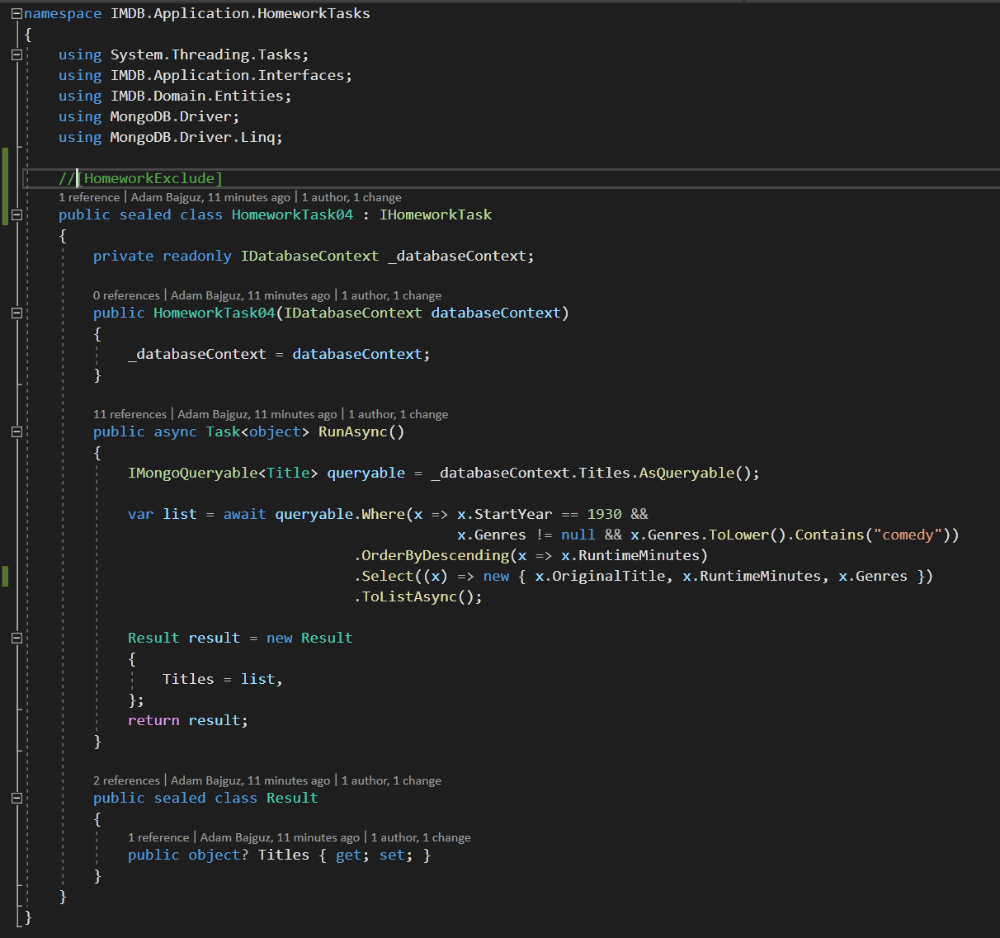 namespace IMDB.Application.HomeworkTasks
{
    using System.Threading.Tasks;
    using IMDB.Application.Interfaces;
    using IMDB.Domain.Entities;
    using MongoDB.Driver;
    using MongoDB.Driver.Linq;

    //[HomeworkExclude]
    1 reference | Adam Bajguz, 11 minutes ago | 1 author, 1 change
    public sealed class HomeworkTask04 : IHomeworkTask
    {
        private readonly IDatabaseContext _databaseContext;

        0 references | Adam Bajguz, 11 minutes ago | 1 author, 1 change
        public HomeworkTask04(IDatabaseContext databaseContext)
        {
            _databaseContext = databaseContext;
        }

        11 references | Adam Bajguz, 11 minutes ago | 1 author, 1 change
        public async Task<object> RunAsync()
        {
            IMongoQueryable<Title> queryable = _databaseContext.Titles.AsQueryable();

            var list = await queryable.Where(x => x.StartYear == 1930 &&
                                                  x.Genres != null && x.Genres.ToLower().Contains("comedy"))
                                      .OrderByDescending(x => x.RuntimeMinutes)
                                      .Select((x) => new { x.OriginalTitle, x.RuntimeMinutes, x.Genres })
                                      .ToListAsync();

            Result result = new Result
            {
                Titles = list,
            };
            return result;
        }

        2 references | Adam Bajguz, 11 minutes ago | 1 author, 1 change
        public sealed class Result
        {
            1 reference | Adam Bajguz, 11 minutes ago | 1 author, 1 change
            public object? Titles { get; set; }
        }
    }
}